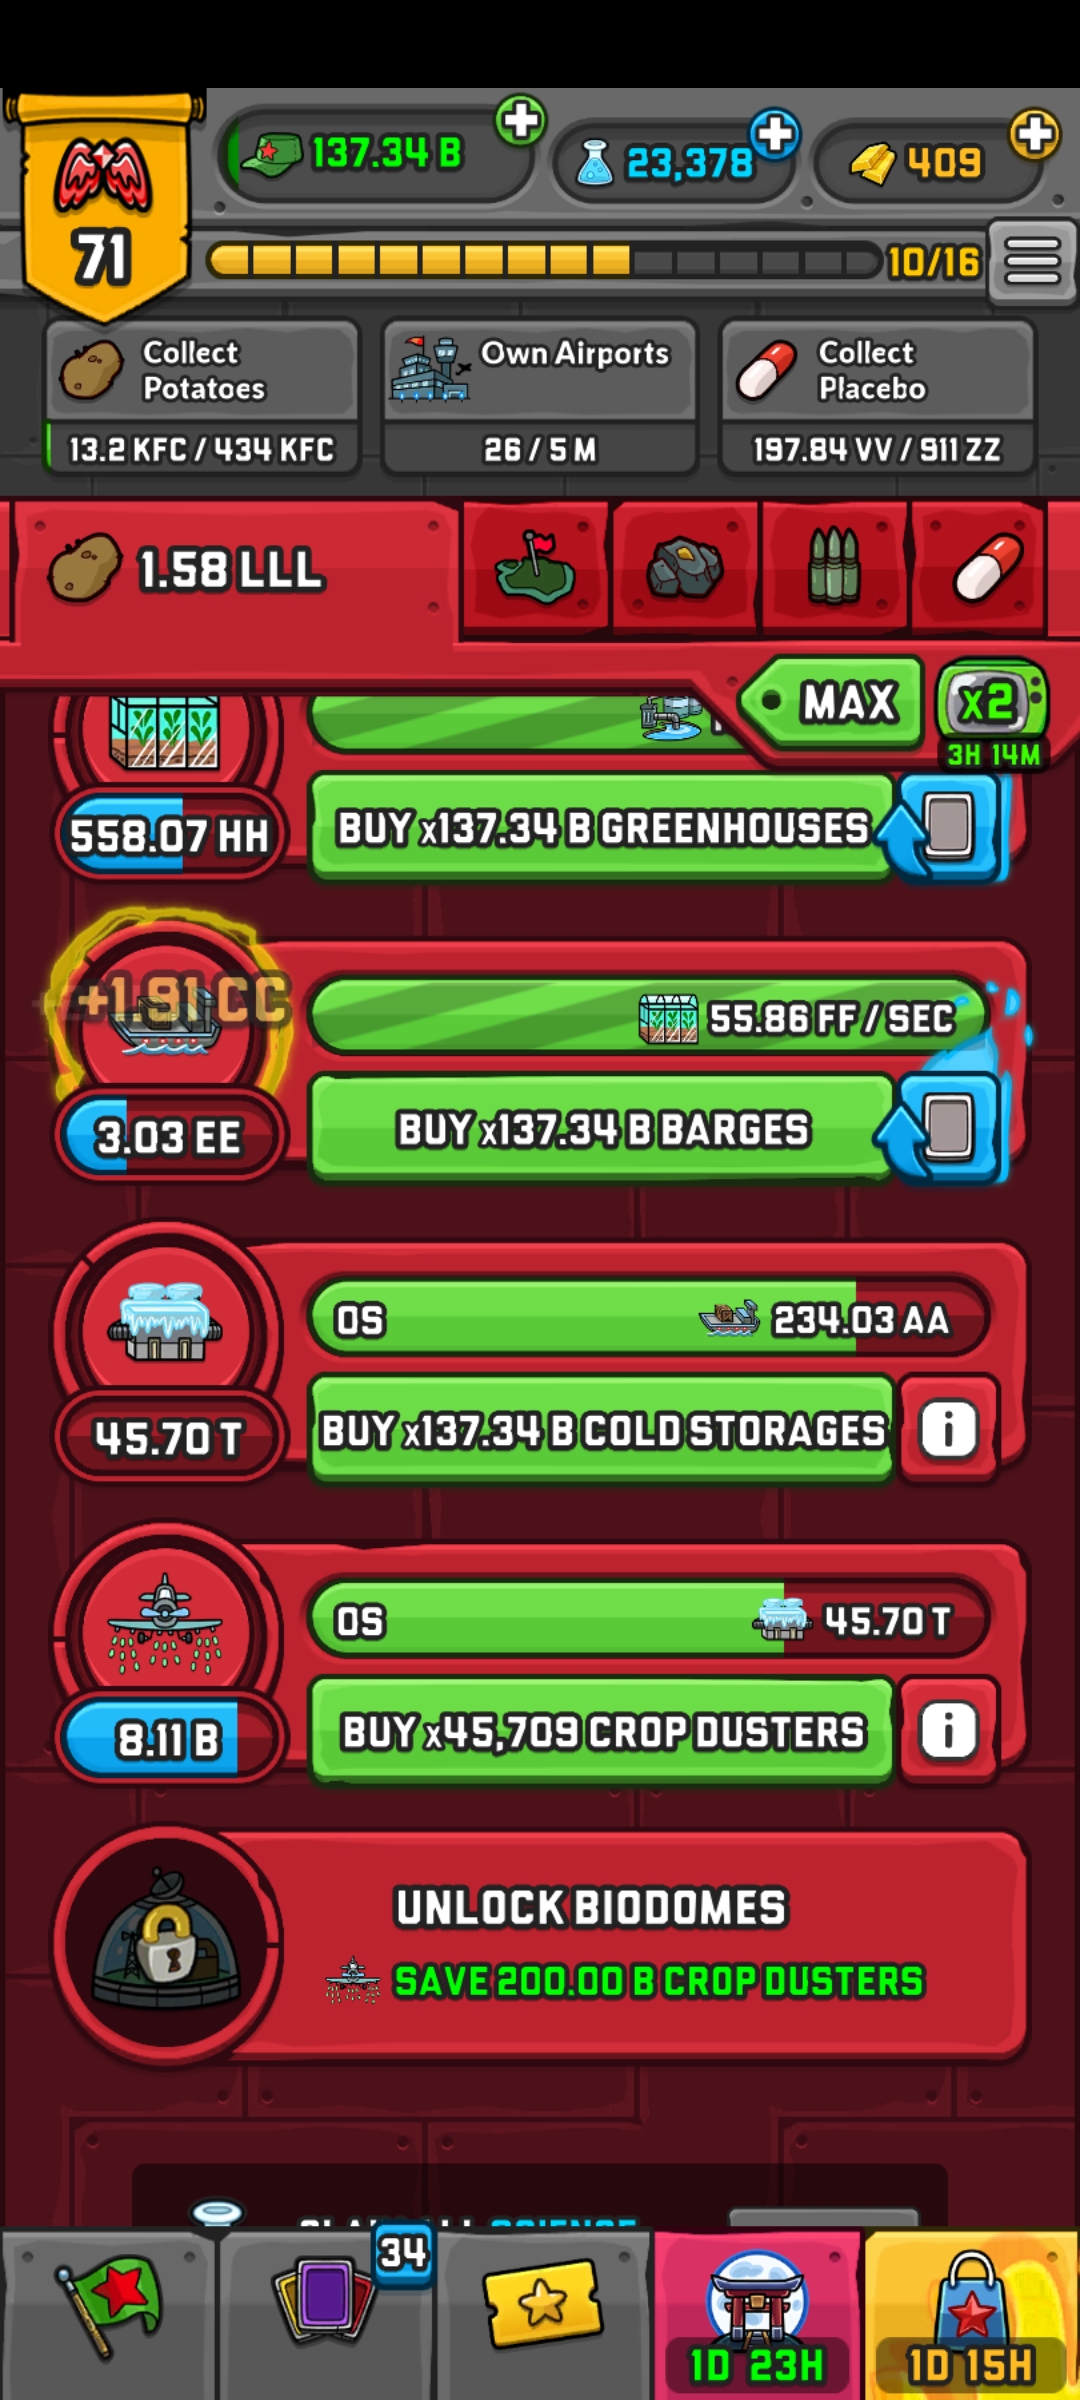 137.34 B
23,378
409
71
10/16
Collect
Potatoes
Own Airports
Collect
Placebo
13.2 KFC / 434 KFC
26 / 5 M
197.84 VV / 911 ZZ
1.58 LLL
MAX
x2
3H 14M
558.07 HH
BUY x137.34 B GREENHOUSES
+1.91 CC
55.86 FF / SEC
3.03 EE
BUY x137.34 B BARGES
0S
234.03 AA
45.70 T
BUY x137.34 B COLD STORAGES
i
0S
45.70 T
8.11 B
BUY x45,709 CROP DUSTERS
i
UNLOCK BIODOMES
SAVE 200.00 B CROP DUSTERS
34
1D 23H
1D 15H